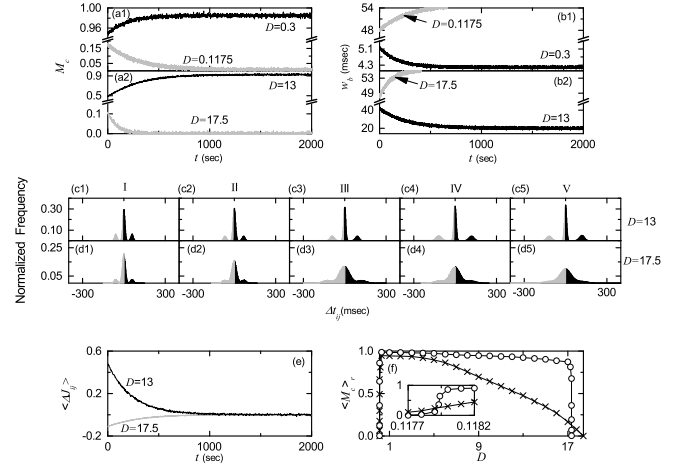 1.00
0.98
0.96
0.15
0.05
0.9
0.5
0.1
0.0
M_c
(a1)
D=0.3
D=0.1175
(a2)
D=13
D=17.5
0 1000 2000
t (sec)
54
48
5.1
4.3
53
49
40
20
w_b (msec)
(b1)
D=0.1175
D=0.3
(b2)
D=17.5
D=13
0 1000 2000
t (sec)
Normalized Frequency
(c1) I (c2) II (c3) III (c4) IV (c5) V
0.30
0.10
D=13
(d1) (d2) (d3) (d4) (d5)
0.25
0.05
D=17.5
-300 300 -300 300 -300 300 -300 300 -300 300
Δt_ij (msec)
0.6
0.2
-0.2
<ΔJ_ij>
(e)
D=13
D=17.5
0 1000 2000
t (sec)
1.0
0.5
0.0
<M_c>_r
(f)
1
0
0.1177 0.1182
1 9 17
D